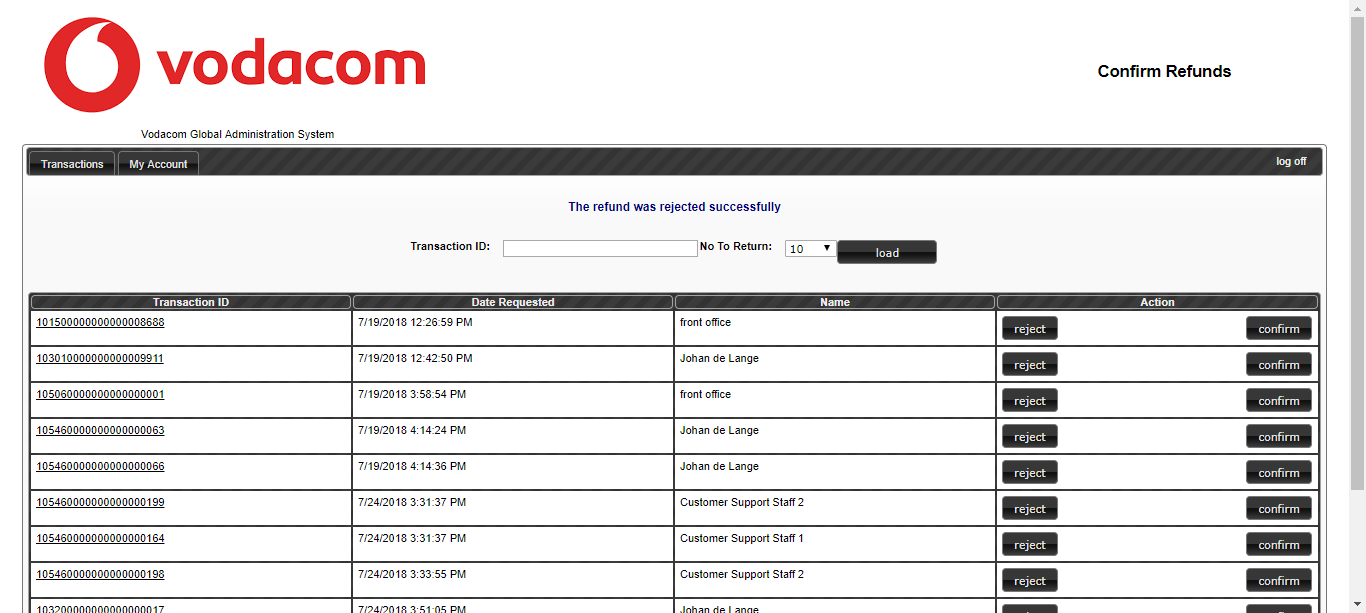 vodacom
Confirm Refunds
Vodacom Global Administration System
Transactions My Account log off
The refund was rejected successfully
Transaction ID: No To Return: 10 load
Transaction ID Date Requested Name Action
101500000000000008688 7/19/2018 12:26:59 PM front office reject confirm
103010000000000009911 7/19/2018 12:42:50 PM Johan de Lange reject confirm
105060000000000000001 7/19/2018 3:58:54 PM front office reject confirm
105460000000000000063 7/19/2018 4:14:24 PM Johan de Lange reject confirm
105460000000000000066 7/19/2018 4:14:36 PM Johan de Lange reject confirm
105460000000000000199 7/24/2018 3:31:37 PM Customer Support Staff 2 reject confirm
105460000000000000164 7/24/2018 3:31:37 PM Customer Support Staff 1 reject confirm
105460000000000000198 7/24/2018 3:33:55 PM Customer Support Staff 2 reject confirm
103200000000000000017 7/24/2018 3:51:05 PM Johan de Lange